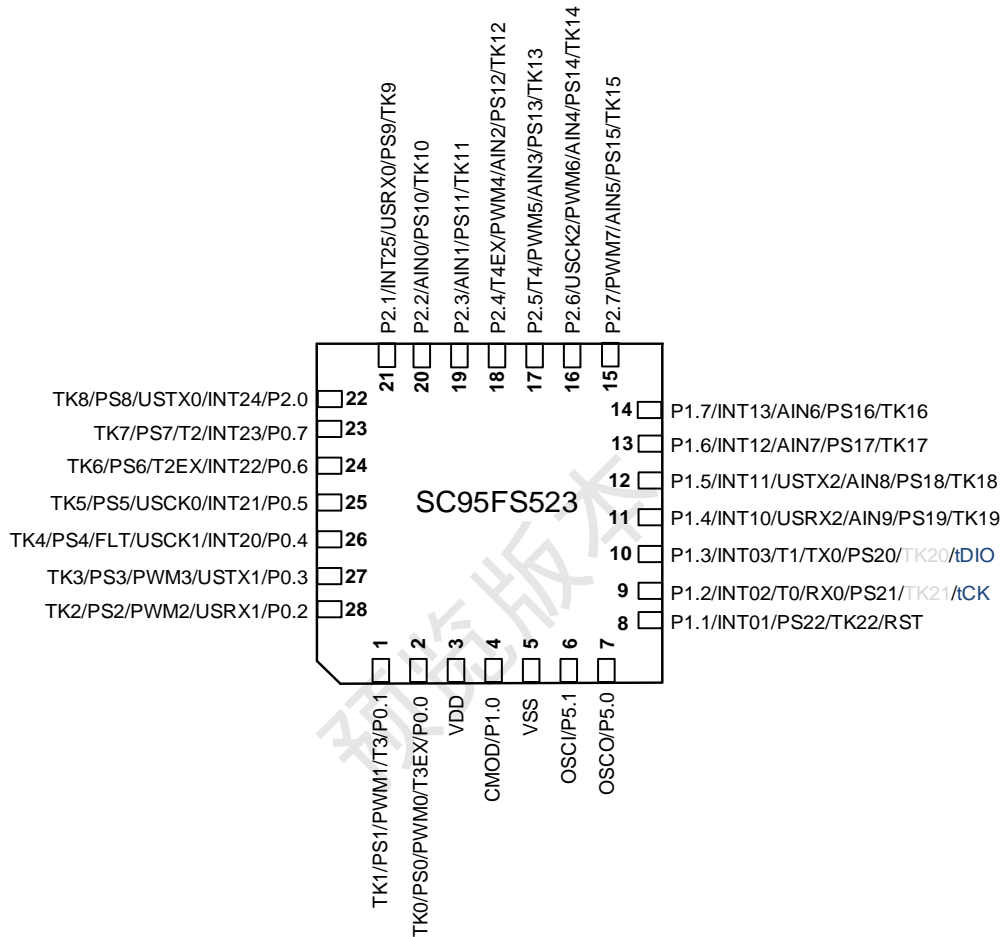 P2.1/INT25/USRX0/PS9/TK9
P2.2/AIN0/PS10/TK10
P2.3/AIN1/PS11/TK11
P2.4/T4EX/PWM4/AIN2/PS12/TK12
P2.5/T4/PWM5/AIN3/PS13/TK13
P2.6/USCK2/PWM6/AIN4/PS14/TK14
P2.7/PWM7/AIN5/PS15/TK15
21 20 19 18 17 16 15
TK8/PS8/USTX0/INT24/P2.0 22
TK7/PS7/T2/INT23/P0.7 23
TK6/PS6/T2EX/INT22/P0.6 24
TK5/PS5/USCK0/INT21/P0.5 25
TK4/PS4/FLT/USCK1/INT20/P0.4 26
TK3/PS3/PWM3/USTX1/P0.3 27
TK2/PS2/PWM2/USRX1/P0.2 28
SC95FS523
14 P1.7/INT13/AIN6/PS16/TK16
13 P1.6/INT12/AIN7/PS17/TK17
12 P1.5/INT11/USTX2/AIN8/PS18/TK18
11 P1.4/INT10/USRX2/AIN9/PS19/TK19
10 P1.3/INT03/T1/TX0/PS20/TK20/tDIO
9 P1.2/INT02/T0/RX0/PS21/TK21/tCK
8 P1.1/INT01/PS22/TK22/RST
1 2 3 4 5 6 7
TK1/PS1/PWM1/T3/P0.1
TK0/PS0/PWM0/T3EX/P0.0
VDD
CMOD/P1.0
VSS
OSCI/P5.1
OSCO/P5.0
预览版本